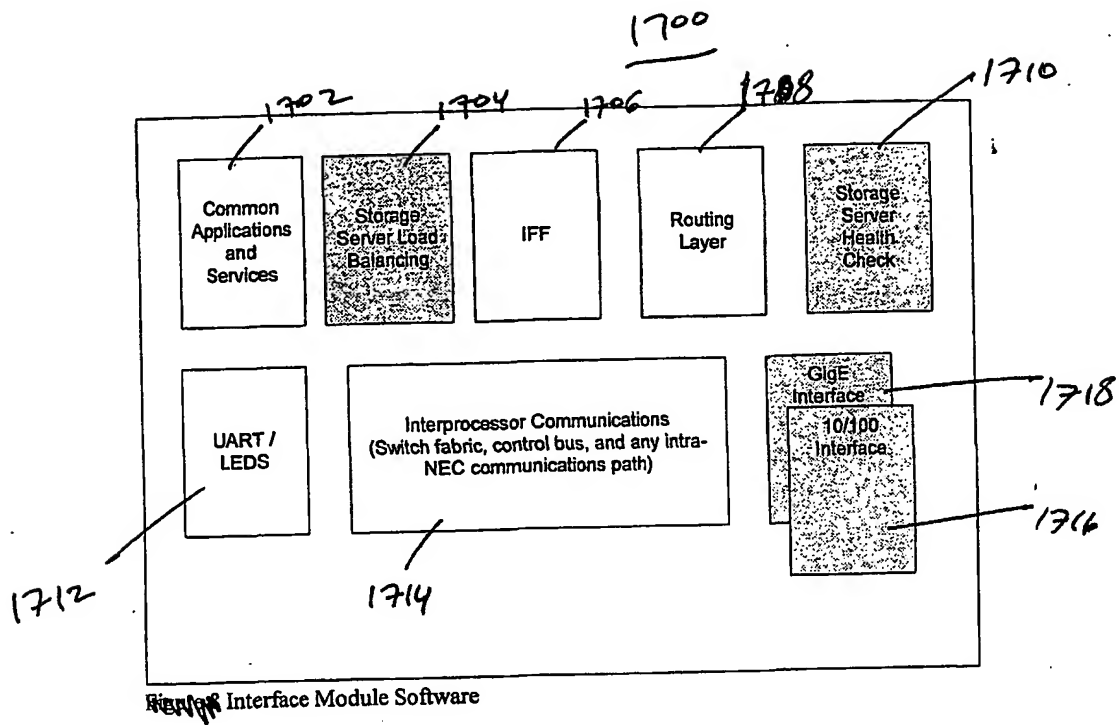 1700
1702
1704
1706
1708
1710
Common
Applications
and
Services
Storage
Server Load
Balancing
IFF
Routing
Layer
Storage
Server
Health
Check
UART /
LEDS
Interprocessor Communications
(Switch fabric, control bus, and any intra-
NEC communications path)
GigE
Interface
10/100
Interface
1718
1716
1712
1714
Interface Module Software